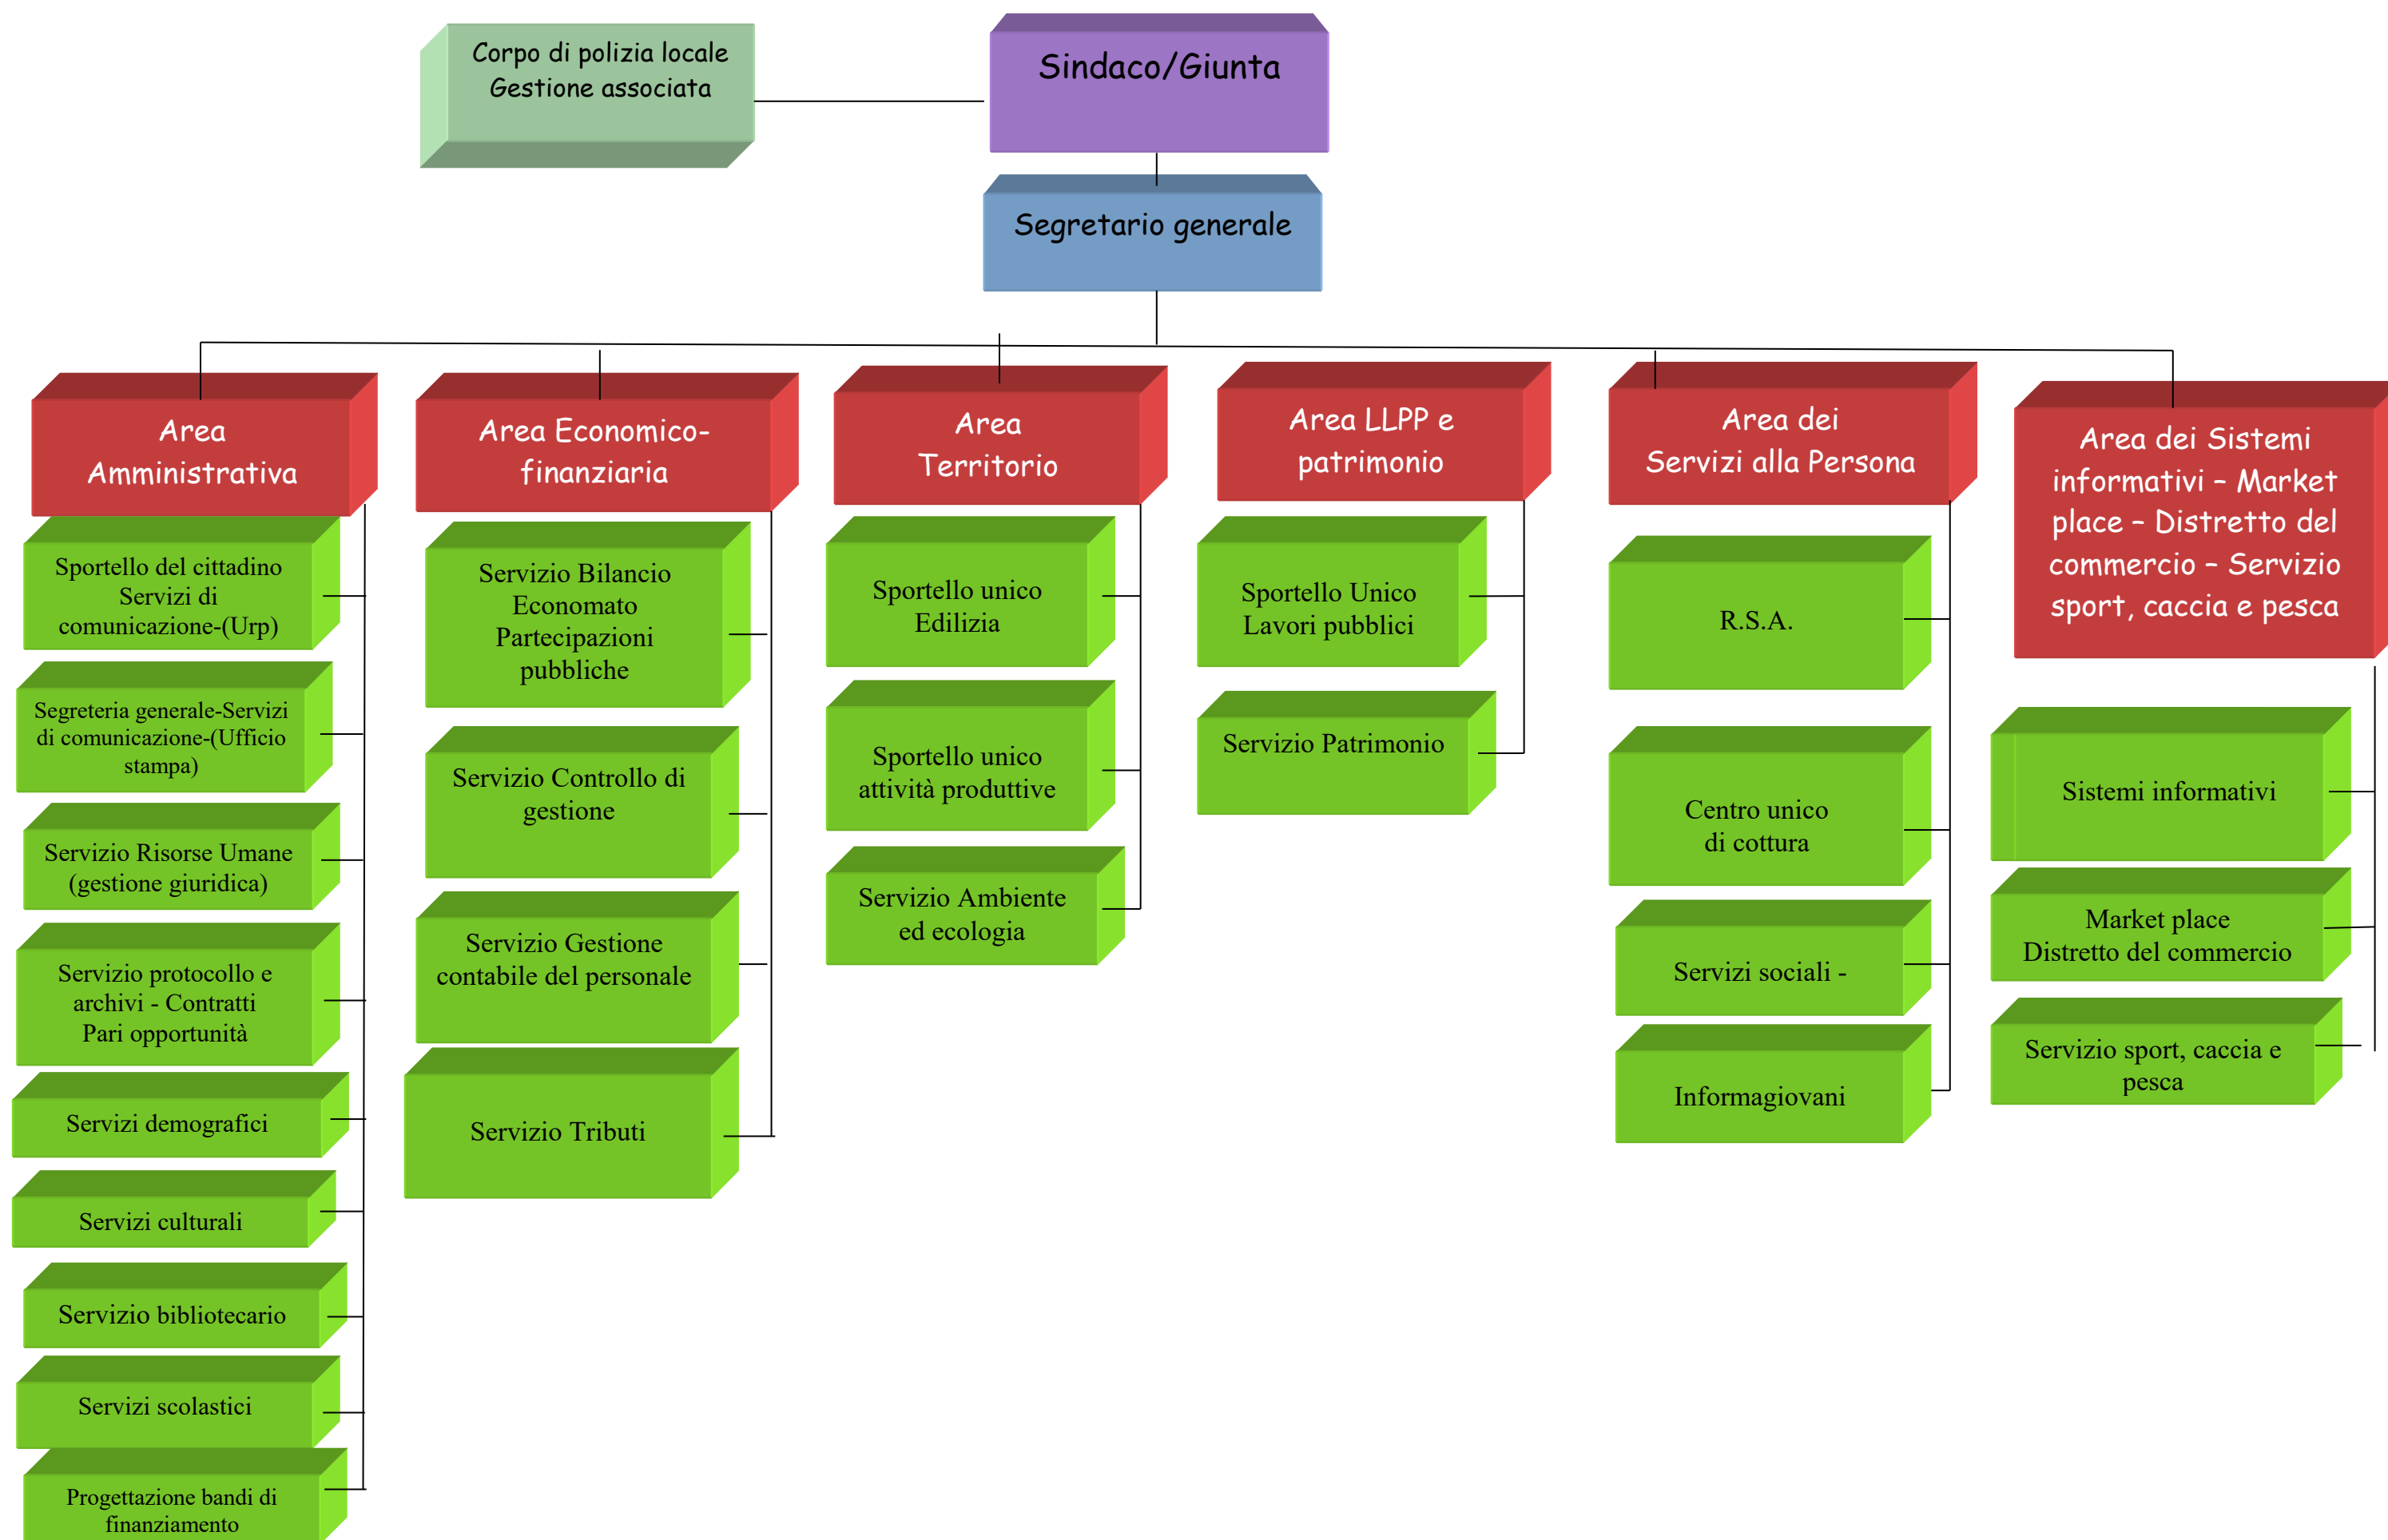 Corpo di polizia locale
Gestione associata
Sindaco/Giunta
Segretario generale
Area
Amministrativa
Sportello del cittadino
Servizi di
comunicazione-(Urp)
Segreteria generale-Servizi
di comunicazione-(Ufficio
stampa)
Servizio Risorse Umane
(gestione giuridica)
Servizio protocollo e
archivi - Contratti
Pari opportunità
Servizi demografici
Servizi culturali
Servizio bibliotecario
Servizi scolastici
Progettazione bandi di
finanziamento
Area Economico-
finanziaria
Servizio Bilancio
Economato
Partecipazioni
pubbliche
Servizio Controllo di
gestione
Servizio Gestione
contabile del personale
Servizio Tributi
Area
Territorio
Sportello unico
Edilizia
Sportello unico
attività produttive
Servizio Ambiente
ed ecologia
Area LLPP e
patrimonio
Sportello Unico
Lavori pubblici
Servizio Patrimonio
Area dei
Servizi alla Persona
R.S.A.
Centro unico
di cottura
Servizi sociali -
Informagiovani
Area dei Sistemi
informativi – Market
place – Distretto del
commercio – Servizio
sport, caccia e pesca
Sistemi informativi
Market place
Distretto del commercio
Servizio sport, caccia e
pesca